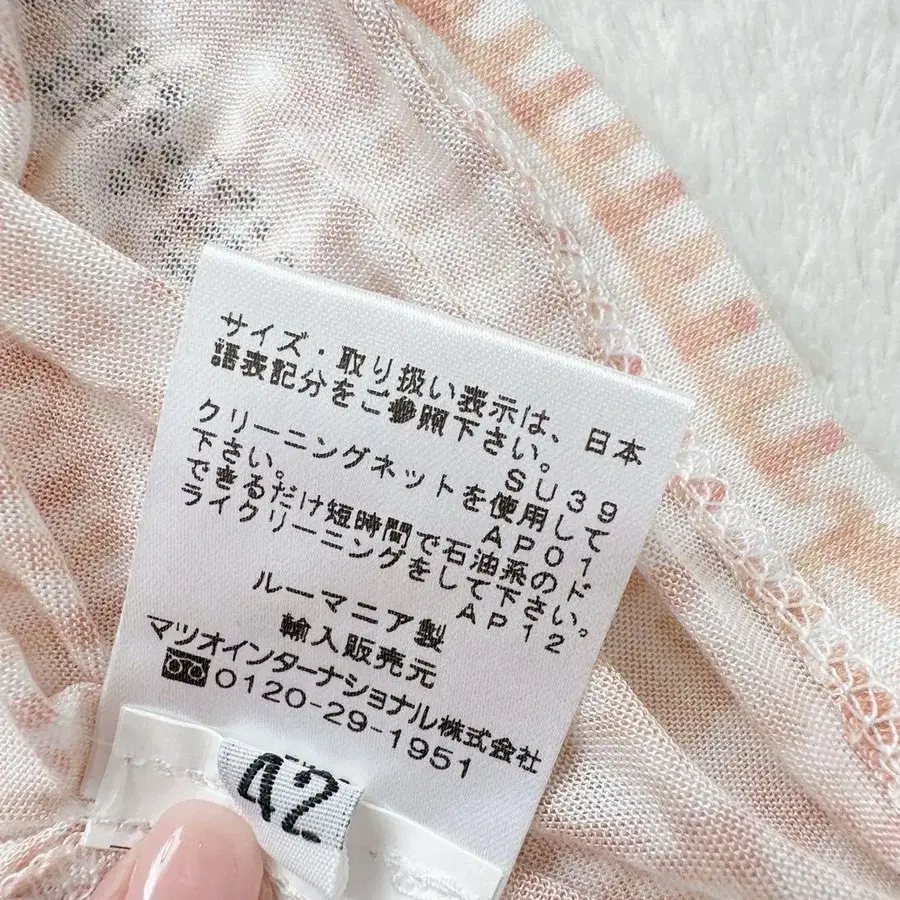 サイズ・取り扱い表示は、日本
語表記分をご参照下さい。
SU39
クリーニングネットを使用して
下さい。
AP01
できるだけ短時間で石油系のド
ライクリーニングをして下さい。
AP12
ルーマニア製
輸入販売元
マツオインターナショナル株式会社
0120-29-1951
42